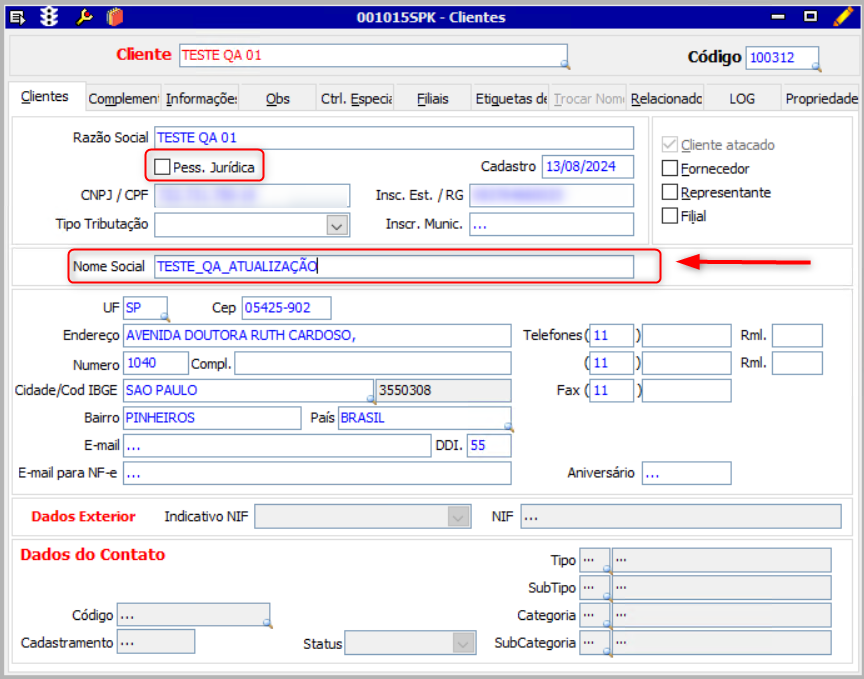 001015SPK - Clientes
Cliente TESTE QA 01 Código 100312
Clientes Complemen Informaçõe: Obs Ctrl. Especia Filiais Etiquetas de Trocar Nom Relacionado LOG Propriedade
Razão Social TESTE QA 01
Cliente atacado
Pess. Jurídica Cadastro 13/08/2024
Fornecedor
CNPJ / CPF Insc. Est. / RG
Representante
Tipo Tributação Inscr. Munic. ...
Filial
Nome Social TESTE_QA_ATUALIZAÇÃO
UF SP Cep 05425-902
Endereço AVENIDA DOUTORA RUTH CARDOSO, Telefones ( 11 ) Rml.
Numero 1040 Compl. ( 11 ) Rml.
Cidade/Cod IBGE SAO PAULO 3550308 Fax ( 11 )
Bairro PINHEIROS País BRASIL
E-mail ... DDI. 55
E-mail para NF-e ... Aniversário ...
Dados Exterior Indicativo NIF NIF ...
Dados do Contato
Tipo ... ...
SubTipo ... ...
Código ... Categoria ... ...
Cadastramento ... Status SubCategoria ... ...